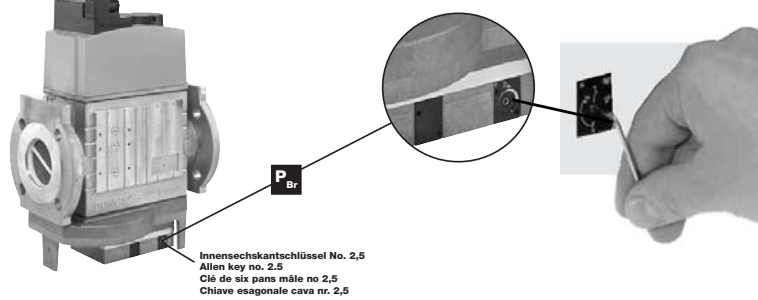 P Br
Innensechskantschlüssel No. 2,5
Allen key no. 2.5
Clé de six pans mâle no 2,5
Chiave esagonale cava nr. 2,5